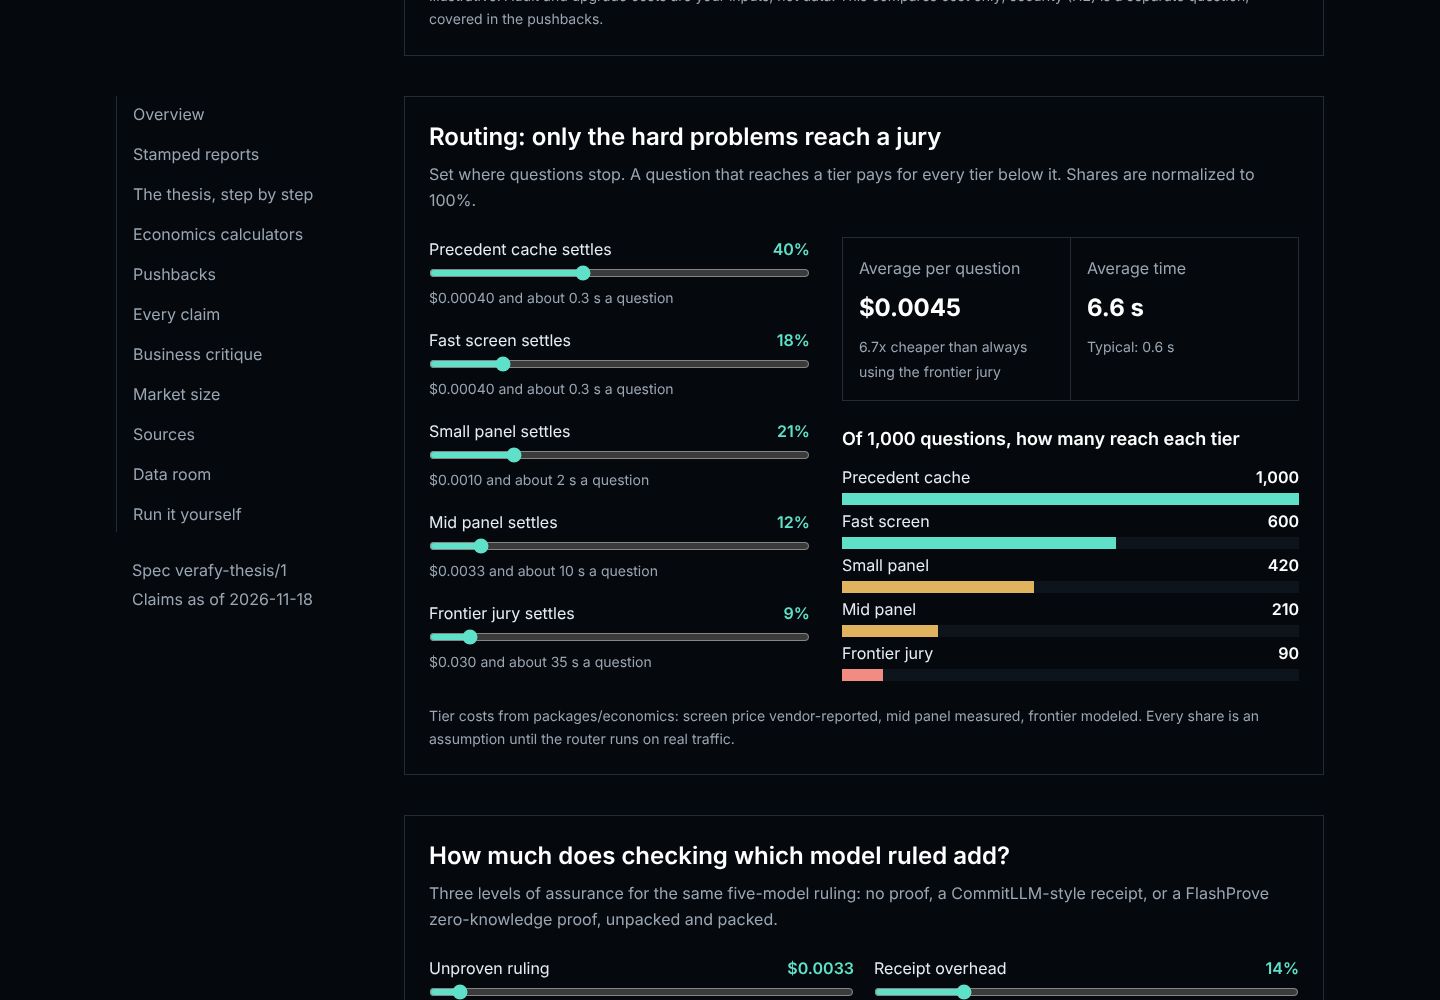 covered in the pushbacks.
Overview
Stamped reports
The thesis, step by step
Economics calculators
Pushbacks
Every claim
Business critique
Market size
Sources
Data room
Run it yourself
Spec verafy-thesis/1
Claims as of 2026-11-18
Routing: only the hard problems reach a jury
Set where questions stop. A question that reaches a tier pays for every tier below it. Shares are normalized to
100%.
Precedent cache settles 40%
$0.00040 and about 0.3 s a question
Fast screen settles 18%
$0.00040 and about 0.3 s a question
Small panel settles 21%
$0.0010 and about 2 s a question
Mid panel settles 12%
$0.0033 and about 10 s a question
Frontier jury settles 9%
$0.030 and about 35 s a question
Average per question
$0.0045
6.7x cheaper than always
using the frontier jury
Average time
6.6 s
Typical: 0.6 s
Of 1,000 questions, how many reach each tier
Precedent cache 1,000
Fast screen 600
Small panel 420
Mid panel 210
Frontier jury 90
Tier costs from packages/economics: screen price vendor-reported, mid panel measured, frontier modeled. Every share is an
assumption until the router runs on real traffic.
How much does checking which model ruled add?
Three levels of assurance for the same five-model ruling: no proof, a CommitLLM-style receipt, or a FlashProve
zero-knowledge proof, unpacked and packed.
Unproven ruling $0.0033
Receipt overhead 14%